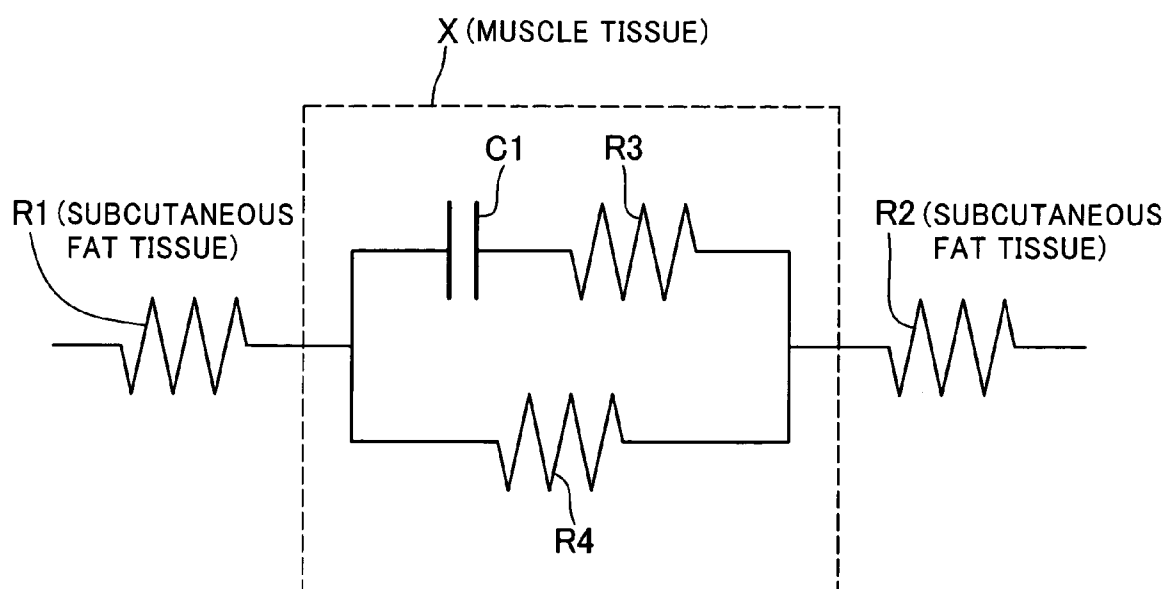 X (MUSCLE TISSUE)
C1
R3
R1 (SUBCUTANEOUS
FAT TISSUE)
R2 (SUBCUTANEOUS
FAT TISSUE)
R4